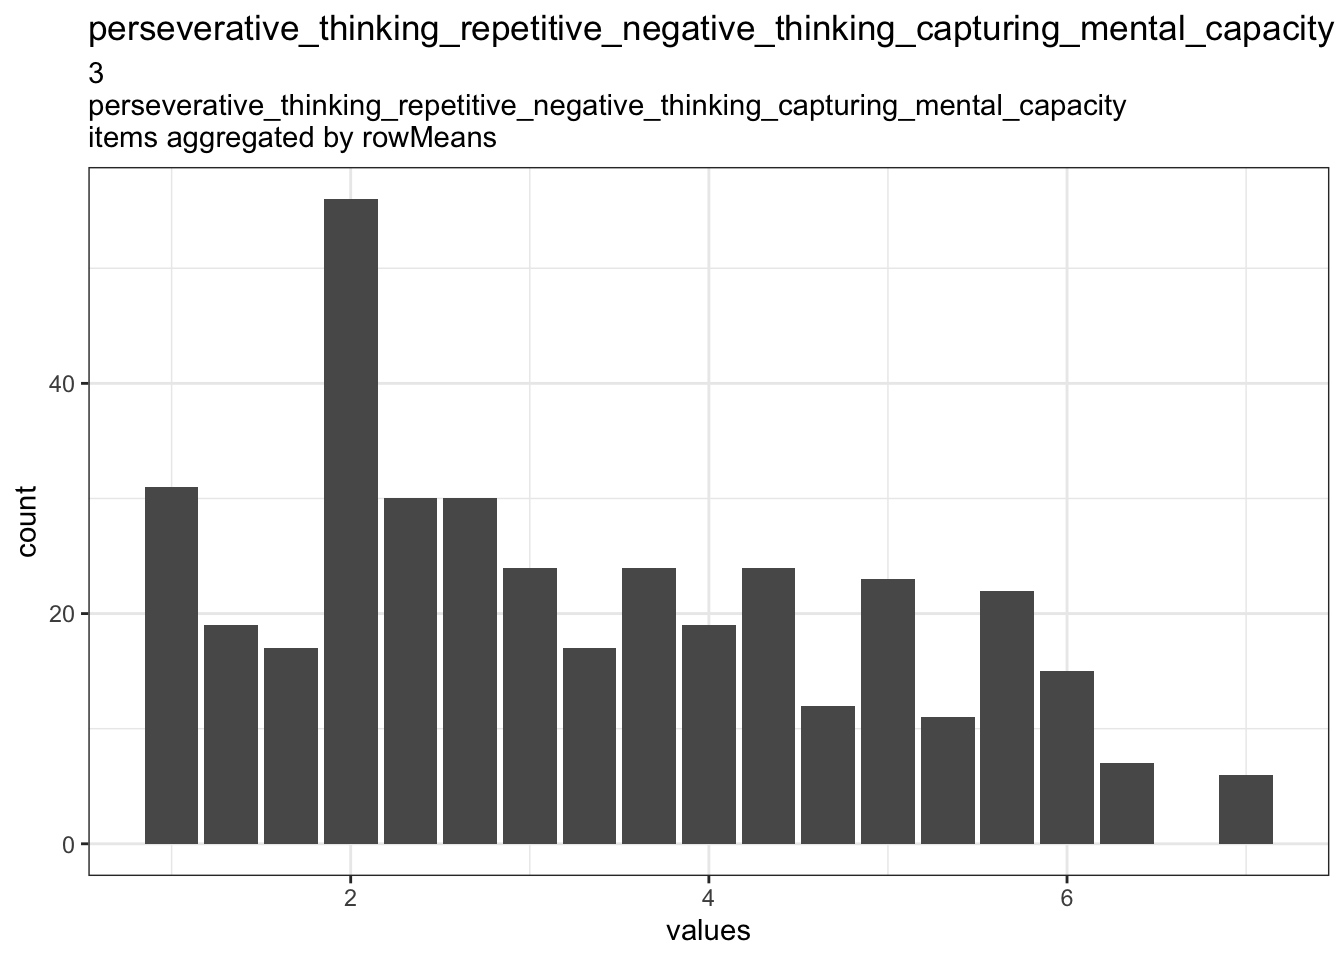 perseverative_thinking_repetitive_negative_thinking_capturing_mental_capacity
3
perseverative_thinking_repetitive_negative_thinking_capturing_mental_capacity
items aggregated by rowMeans
40
20
0
count
2
4
6
values